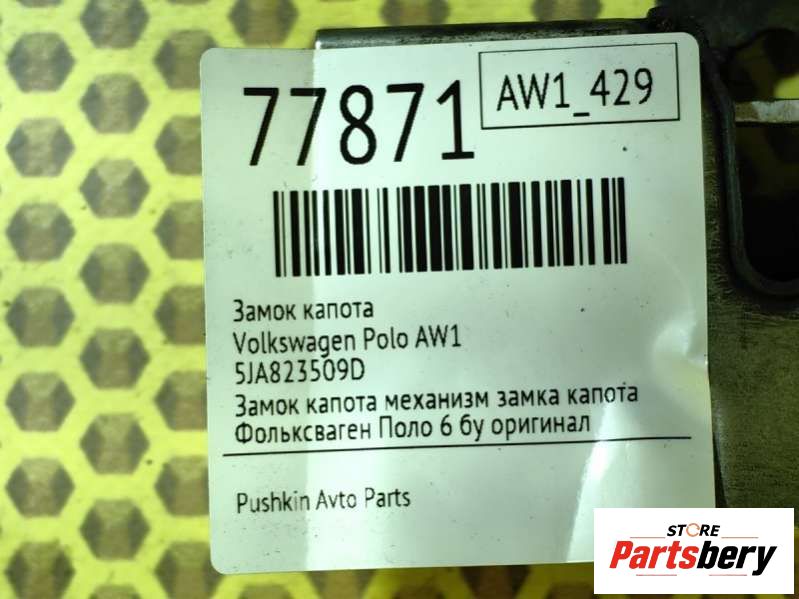 77871
AW1_429
Замок капота
Volkswagen Polo AW1
5JA823509D
Замок капота механизм замка капота
Фольксваген Поло 6 бу оригинал
Pushkin Avto Parts
STORE
Partsbery